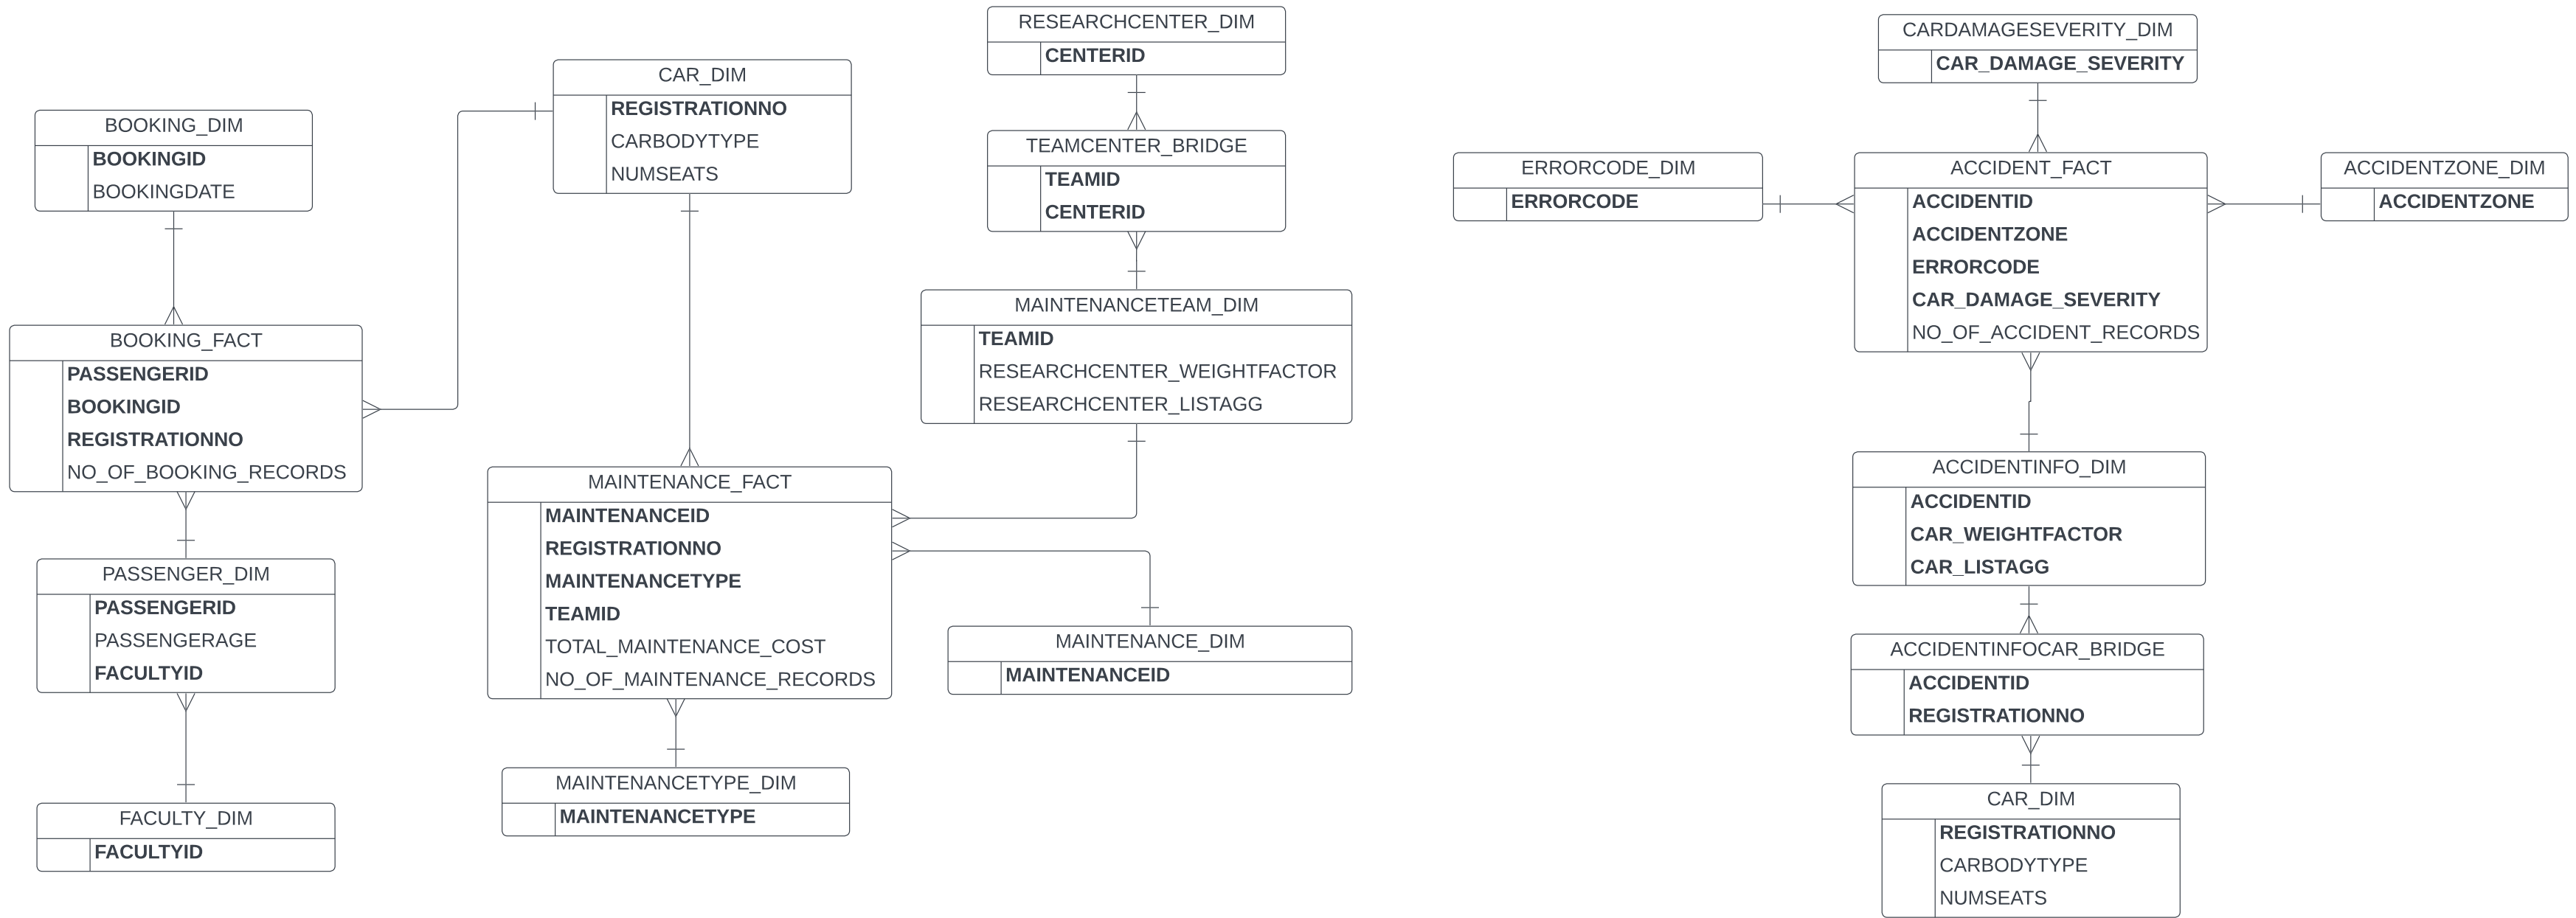 BOOKING_DIM
BOOKINGID
BOOKINGDATE
BOOKING_FACT
PASSENGERID
BOOKINGID
REGISTRATIONNO
NO_OF_BOOKING_RECORDS
PASSENGER_DIM
PASSENGERID
PASSENGERAGE
FACULTYID
FACULTY_DIM
FACULTYID
CAR_DIM
REGISTRATIONNO
CARBODYTYPE
NUMSEATS
MAINTENANCE_FACT
MAINTENANCEID
REGISTRATIONNO
MAINTENANCETYPE
TEAMID
TOTAL_MAINTENANCE_COST
NO_OF_MAINTENANCE_RECORDS
MAINTENANCETYPE_DIM
MAINTENANCETYPE
RESEARCHCENTER_DIM
CENTERID
TEAMCENTER_BRIDGE
TEAMID
CENTERID
MAINTENANCETEAM_DIM
TEAMID
RESEARCHCENTER_WEIGHTFACTOR
RESEARCHCENTER_LISTAGG
MAINTENANCE_DIM
MAINTENANCEID
CARDAMAGESEVERITY_DIM
CAR_DAMAGE_SEVERITY
ERRORCODE_DIM
ERRORCODE
ACCIDENT_FACT
ACCIDENTID
ACCIDENTZONE
ERRORCODE
CAR_DAMAGE_SEVERITY
NO_OF_ACCIDENT_RECORDS
ACCIDENTZONE_DIM
ACCIDENTZONE
ACCIDENTINFO_DIM
ACCIDENTID
CAR_WEIGHTFACTOR
CAR_LISTAGG
ACCIDENTINFOCAR_BRIDGE
ACCIDENTID
REGISTRATIONNO
CAR_DIM
REGISTRATIONNO
CARBODYTYPE
NUMSEATS